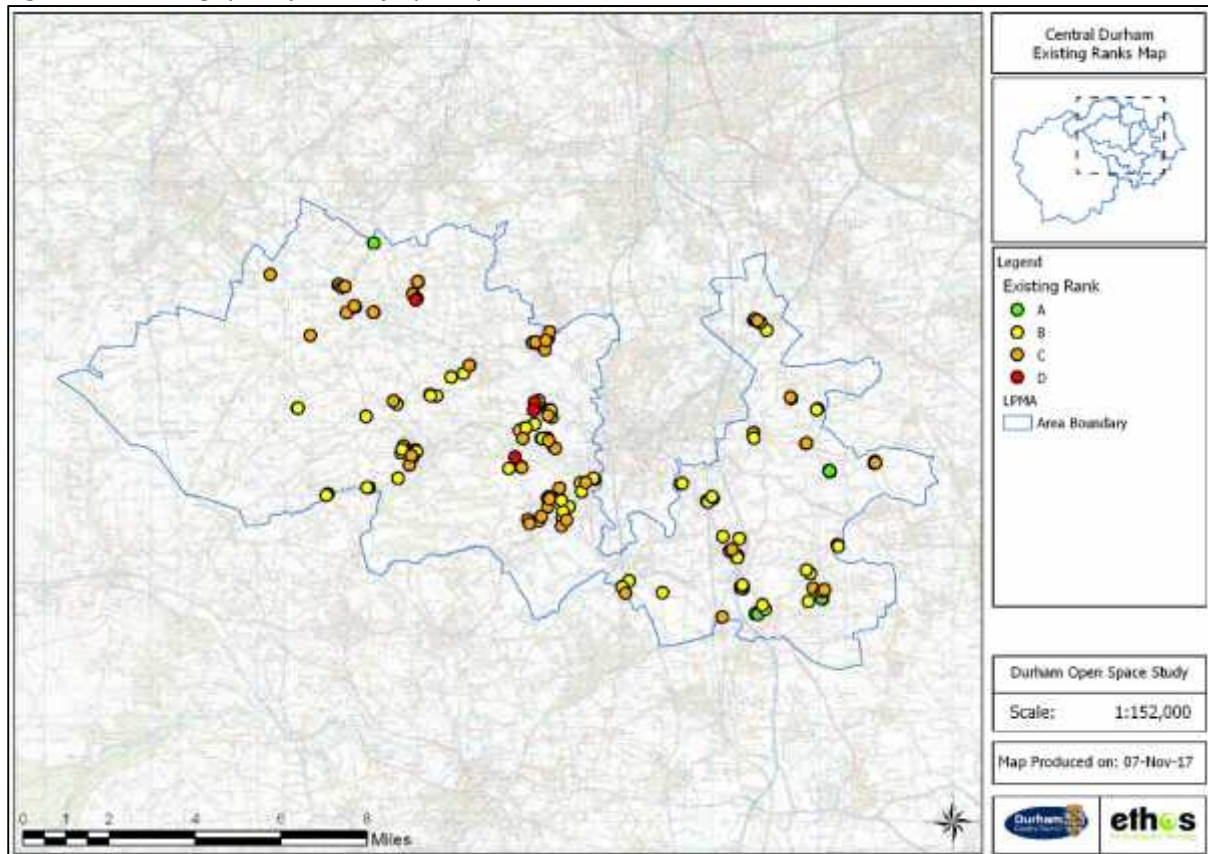 Central Durham
Existing Ranks Map
Legend
Existing Rank
A
B
C
D
LPMA
Area Boundary
Durham Open Space Study
Scale: 1:152,000
Map Produced on: 07-Nov-17
Durham
ethos
0 1 2 4 6 8
Miles